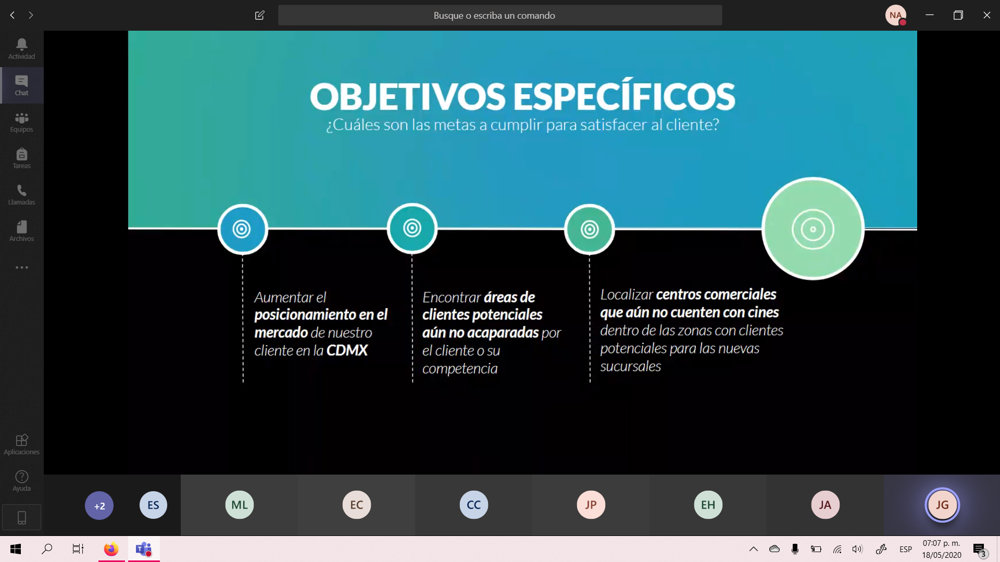 Busque o escriba un comando
NA
Actividad
Chat
Equipos
Tareas
Llamadas
Archivos
Aplicaciones
Ayuda
OBJETIVOS ESPECÍFICOS
¿Cuáles son las metas a cumplir para satisfacer al cliente?
Aumentar el
posicionamiento en el
mercado de nuestro
cliente en la CDMX
Encontrar áreas de
clientes potenciales
aún no acaparadas por
el cliente o su
competencia
Localizar centros comerciales
que aún no cuenten con cines
dentro de las zonas con clientes
potenciales para las nuevas
sucursales
+2
ES
ML
EC
CC
JP
EH
JA
JG
ESP
07:07 p. m.
18/05/2020
3